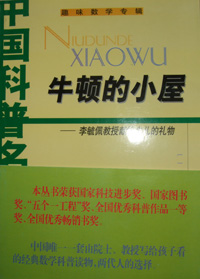 趣味数学专辑
中国科普名
NIUDUNDE
XIAOWU
牛顿的小屋
李毓佩教授
的礼物
本丛书荣获国家科技进步奖、国家图书
奖、“五个一工程”奖、全国优秀科普作品一等
奖、全国优秀畅销书奖。
中国唯一一套由院士、教授写给孩子看
的经典数学科普读物，两代人的选择。